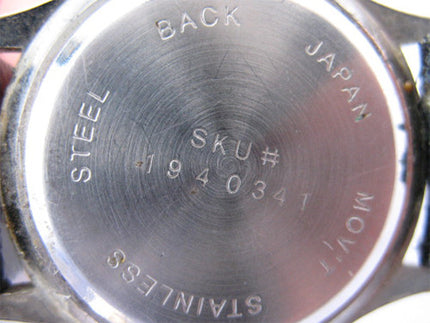 STAINLESS STEEL BACK JAPAN MOV'T
SKU#
1940341